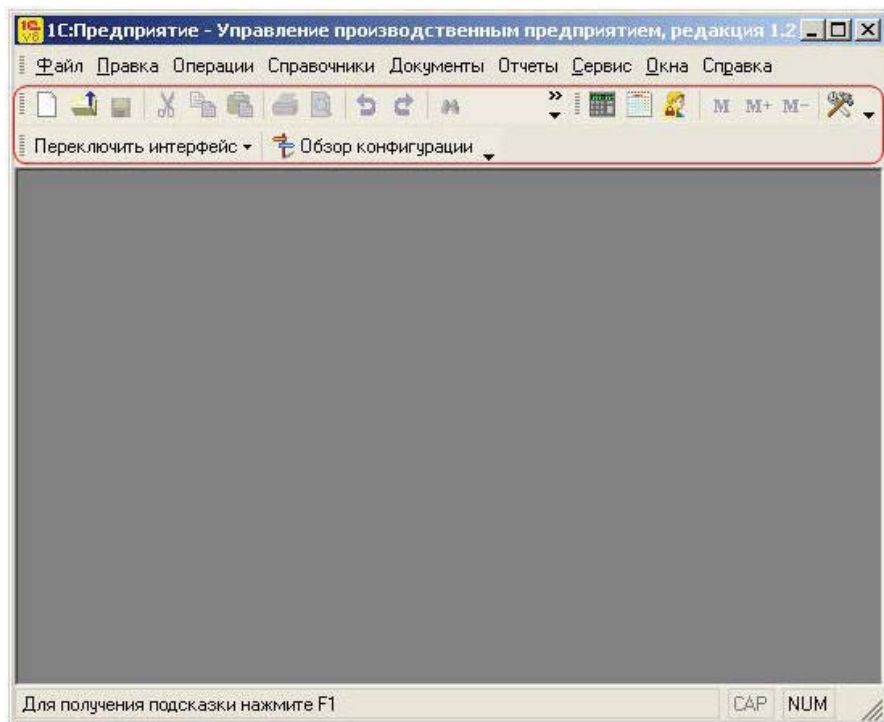 1С:Предприятие - Управление производственным предприятием, редакция 1.2
Файл Правка Операции Справочники Документы Отчеты Сервис Окна Справка
M M+ M-
Переключить интерфейс Обзор конфигурации
Для получения подсказки нажмите F1 CAP NUM